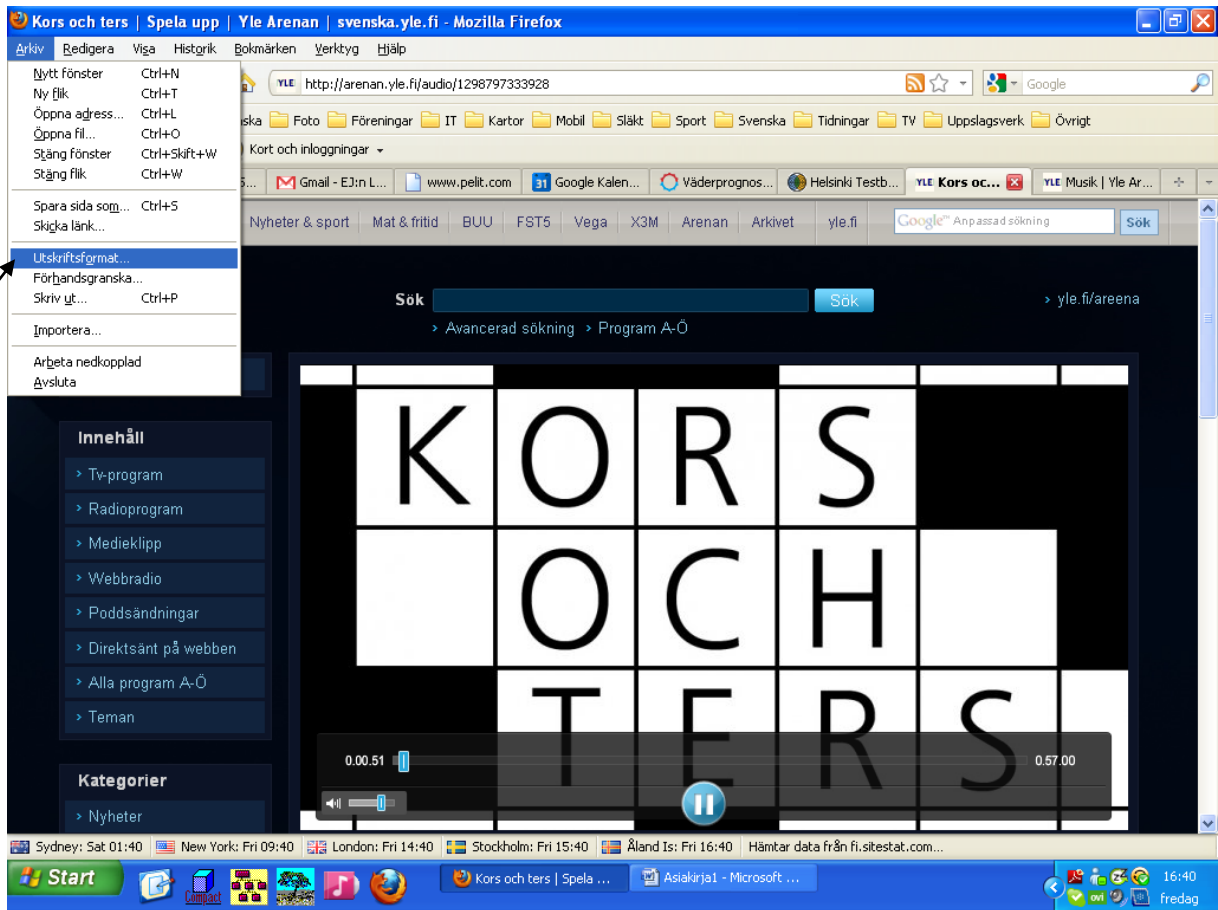 Kors och ters | Spela upp | Yle Arenan | svenska.yle.fi - Mozilla Firefox
Arkiv Redigera Visa Historik Bokmärken Verktyg Hjälp
Nytt fönster Ctrl+N
Ny flik Ctrl+T
Öppna adress... Ctrl+L
Öppna fil... Ctrl+O
Stäng fönster Ctrl+Skift+W
Stäng flik Ctrl+W
Spara sida som... Ctrl+S
Skicka länk...
Utskriftsformat...
Förhandsgranska...
Skriv ut... Ctrl+P
Importera...
Arbeta nedkopplad
Avsluta
YLE http://arenan.yle.fi/audio/1298797333928 Google
Foto Föreningar IT Kartor Mobil Släkt Sport Svenska Tidningar TV Uppslagsverk Övrigt
Kort och inloggningar
Gmail - EJ:n L... www.pelit.com 31 Google Kalen... Väderprognos... Helsinki Testb... YLE Kors oc... YLE Musik | Yle Ar...
Nyheter & sport Mat & fritid BUU FST5 Vega X3M Arenan Arkivet yle.fi Google™ Anpassad sökning Sök
Sök Sök › yle.fi/areena
› Avancerad sökning › Program A-Ö
Innehåll
› Tv-program
› Radioprogram
› Medieklipp
› Webbradio
› Poddsändningar
› Direktsänt på webben
› Alla program A-Ö
› Teman
Kategorier
› Nyheter
KORS
OCH
TERS
0.00.51 0.57.00
Sydney: Sat 01:40 New York: Fri 09:40 London: Fri 14:40 Stockholm: Fri 15:40 Åland Is: Fri 16:40 Hämtar data från fi.sitestat.com...
Start Compact Kors och ters | Spela ... Asiakirja1 - Microsoft ... ovi 16:40
fredag